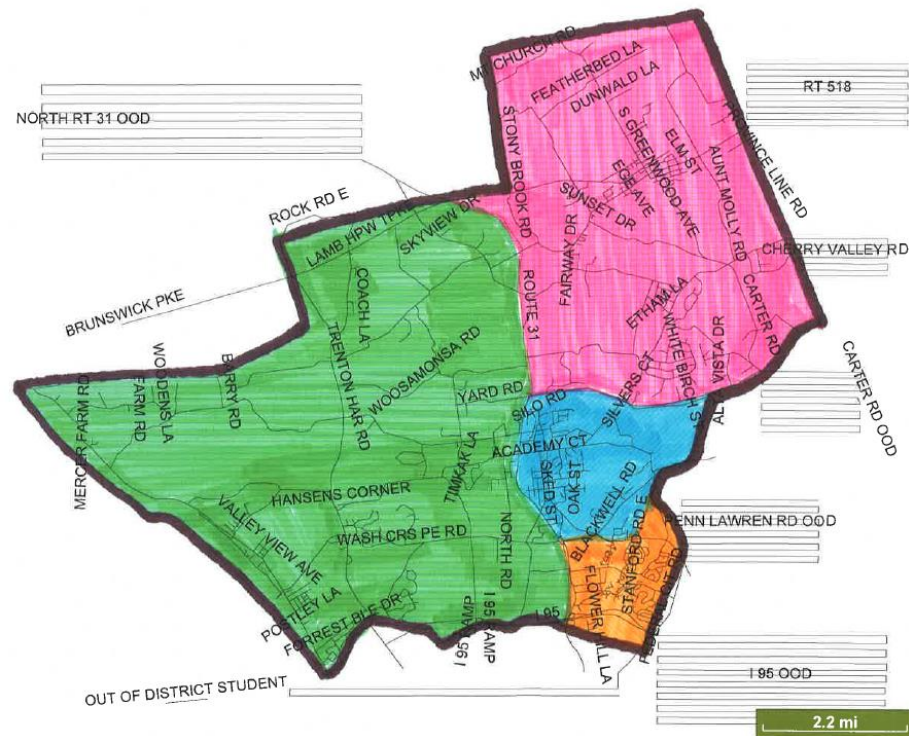 MT CHURCH RD
FEATHERBED LA
DUNWALD LA
RT 518
NORTH RT 31 OOD
STONY BROOK RD
S GREENWOOD AVE
ELM ST
AUNT MOLLY RD
PROVINCE LINE RD
EGE AVE
SUNSET DR
ROCK RD E
LAMB HPW TPKE
SKYVIEW DR
FAIRWAY DR
CHERRY VALLEY RD
BRUNSWICK PKE
COACH LA
ROUTE 31
ETHAM LA
CARTER RD
WHITE BIRCH ST
ALTA VISTA DR
CARTER RD OOD
MERCER FARM RD
WOODENS LA
FARM RD
BARRY RD
TRENTON HAR RD
WOOSAMONSA RD
YARD RD
SILO RD
SILVERS CT
ACADEMY CT
TIMKAK LA
SKED ST
OAK ST
BLACKWELL RD
HANSENS CORNER
VALLEY VIEW AVE
WASH CRS PE RD
NORTH RD
STANFORD RD E
PENN LAWREN RD OOD
POSTLEY LA
FORREST BLE DR
I 95 RAMP
I 95 RAMP
I 95
OUT OF DISTRICT STUDENT
I 95 OOD
2.2 mi